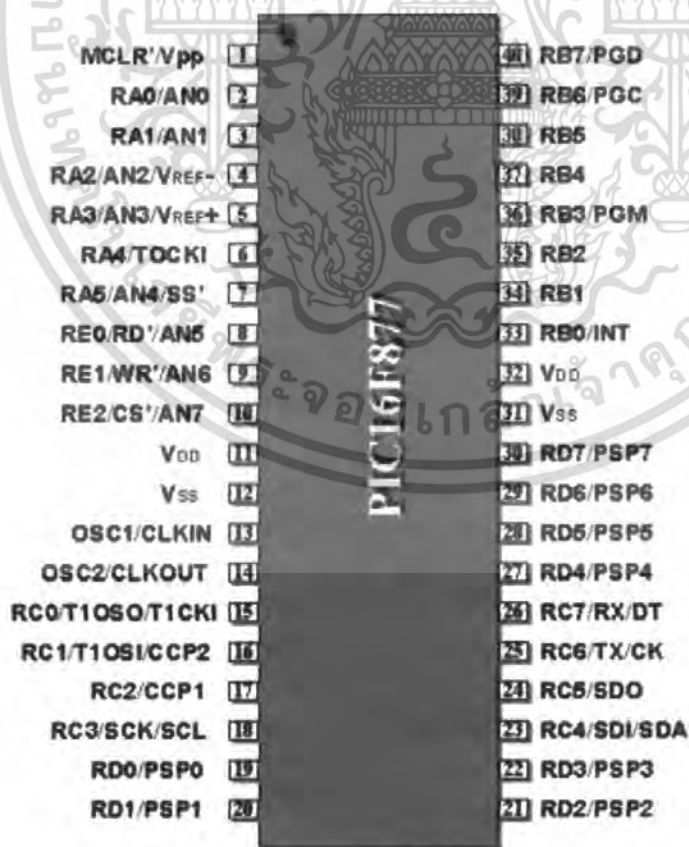 MCLR'/Vpp 1
RA0/AN0 2
RA1/AN1 3
RA2/AN2/VREF- 4
RA3/AN3/VREF+ 5
RA4/TOCKI 6
RA5/AN4/SS' 7
RE0/RD'/AN5 8
RE1/WR'/AN6 9
RE2/CS'/AN7 10
VDD 11
VSS 12
OSC1/CLKIN 13
OSC2/CLKOUT 14
RC0/T1OSO/T1CKI 15
RC1/T1OSI/CCP2 16
RC2/CCP1 17
RC3/SCK/SCL 18
RD0/PSP0 19
RD1/PSP1 20
PIC16F877
40 RB7/PGD
39 RB6/PGC
38 RB5
37 RB4
36 RB3/PGM
35 RB2
34 RB1
33 RB0/INT
32 VDD
31 VSS
30 RD7/PSP7
29 RD6/PSP6
28 RD5/PSP5
27 RD4/PSP4
26 RC7/RX/DT
25 RC6/TX/CK
24 RC5/SDO
23 RC4/SDI/SDA
22 RD3/PSP3
21 RD2/PSP2